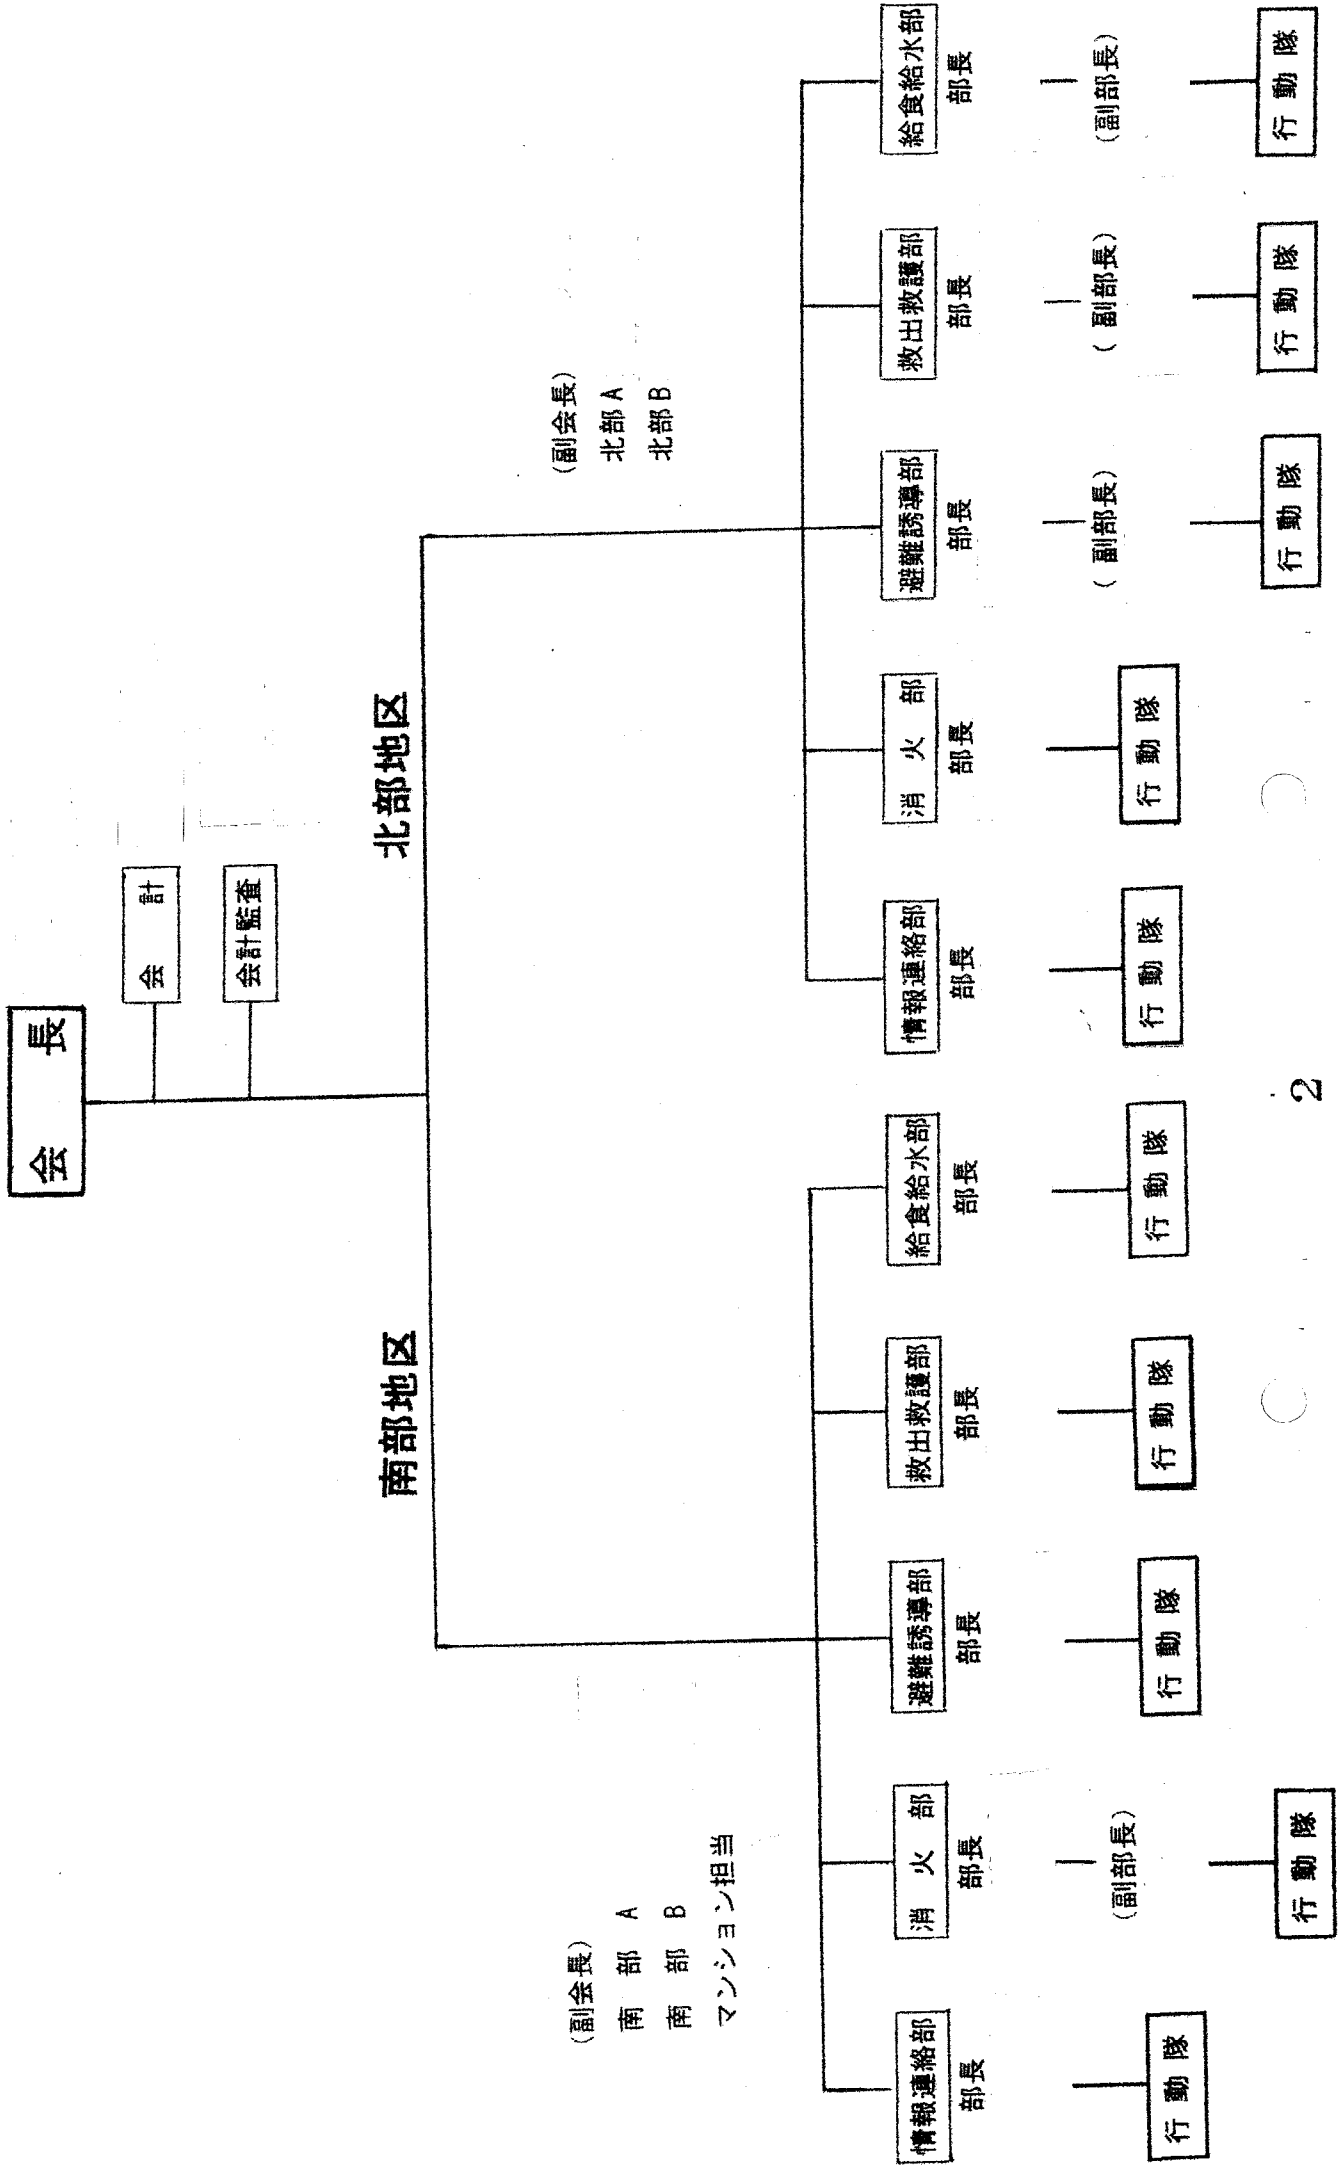 会　長
会　計
会計監査
南部地区
北部地区
(副会長)
南　部　A
南　部　B
マンション担当
(副会長)
北部A
北部B
情報連絡部
部長
行動隊
消　火　部
部長
(副部長)
行動隊
避難誘導部
部長
行動隊
救出救護部
部長
行動隊
給食給水部
部長
行動隊
情報連絡部
部長
行動隊
消　火　部
部長
行動隊
避難誘導部
部長
(副部長)
行動隊
救出救護部
部長
(副部長)
行動隊
給食給水部
部長
(副部長)
行動隊
2